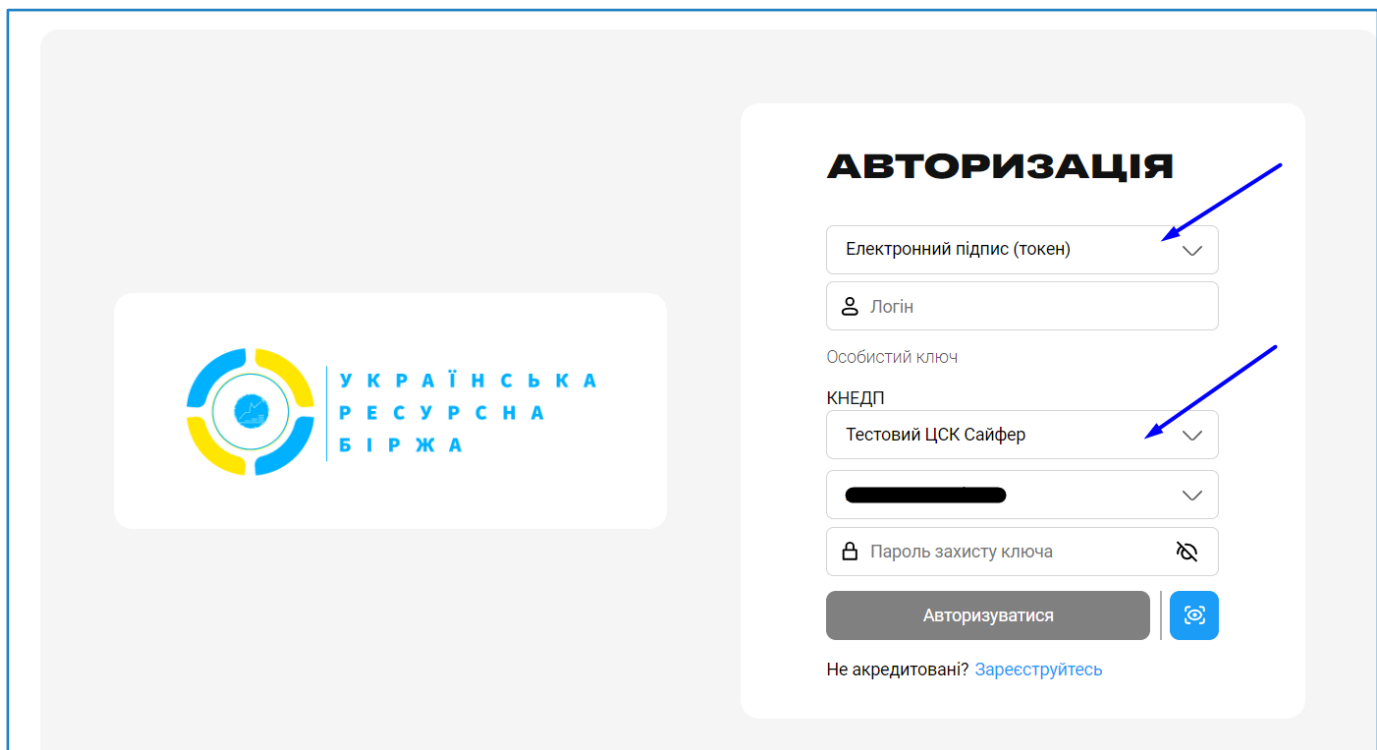 УКРАЇНСЬКА
РЕСУРСНА
БІРЖА
АВТОРИЗАЦІЯ
Електронний підпис (токен)
Логін
Особистий ключ
КНЕДП
Тестовий ЦСК Сайфер
Пароль захисту ключа
Авторизуватися
Не акредитовані? Зареєструйтесь